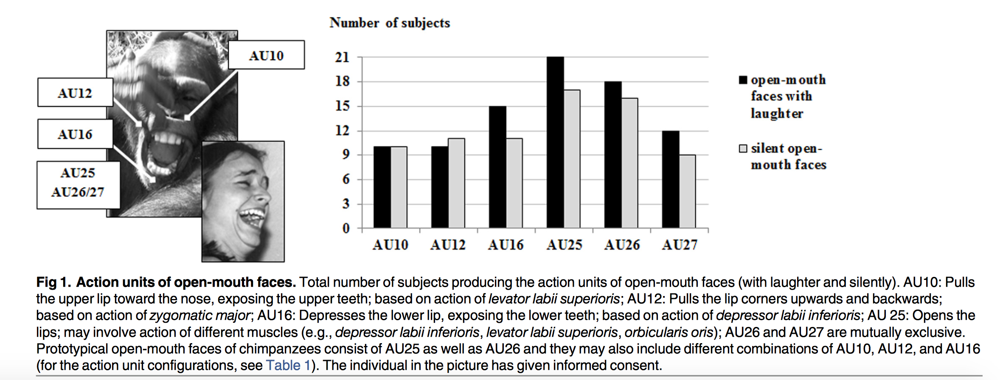 AU10
AU12
AU16
AU25
AU26/27
Number of subjects
21
18
15
12
9
6
3
0
AU10 AU12 AU16 AU25 AU26 AU27
open-mouth
faces with
laughter
silent open-
mouth faces
Fig 1. Action units of open-mouth faces. Total number of subjects producing the action units of open-mouth faces (with laughter and silently). AU10: Pulls
the upper lip toward the nose, exposing the upper teeth; based on action of levator labii superioris; AU12: Pulls the lip corners upwards and backwards;
based on action of zygomatic major; AU16: Depresses the lower lip, exposing the lower teeth; based on action of depressor labii inferioris; AU 25: Opens the
lips; may involve action of different muscles (e.g., depressor labii inferioris, levator labii superioris, orbicularis oris); AU26 and AU27 are mutually exclusive.
Prototypical open-mouth faces of chimpanzees consist of AU25 as well as AU26 and they may also include different combinations of AU10, AU12, and AU16
(for the action unit configurations, see Table 1). The individual in the picture has given informed consent.